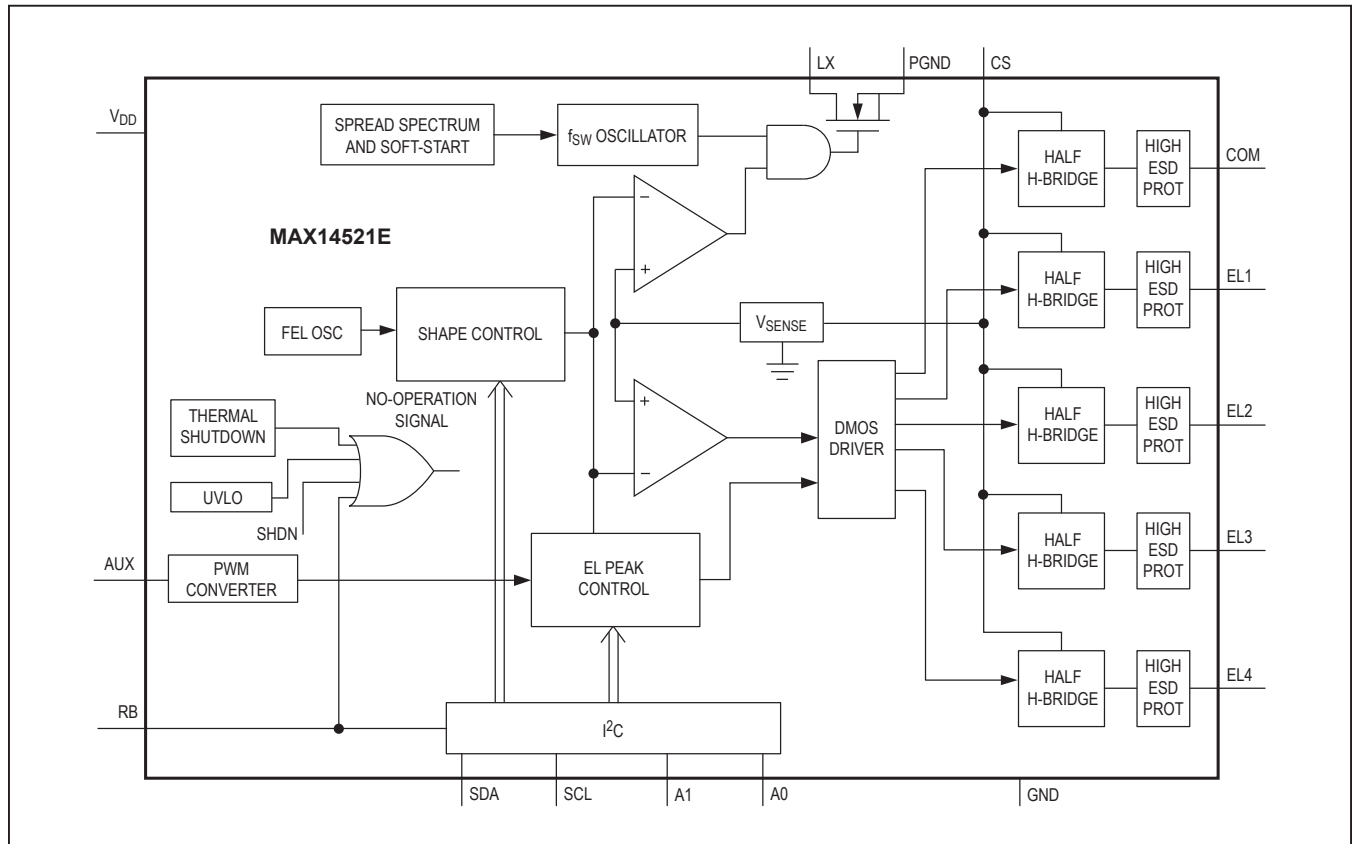 LX
PGND
CS
VDD
SPREAD SPECTRUM
AND SOFT-START
fSW OSCILLATOR
HALF
H-BRIDGE
HIGH
ESD
PROT
COM
MAX14521E
−
+
HALF
H-BRIDGE
HIGH
ESD
PROT
EL1
FEL OSC
SHAPE CONTROL
VSENSE
NO-OPERATION
SIGNAL
+
−
DMOS
DRIVER
HALF
H-BRIDGE
HIGH
ESD
PROT
EL2
THERMAL
SHUTDOWN
UVLO
SHDN
HALF
H-BRIDGE
HIGH
ESD
PROT
EL3
AUX
PWM
CONVERTER
EL PEAK
CONTROL
HALF
H-BRIDGE
HIGH
ESD
PROT
EL4
RB
I2C
SDA
SCL
A1
A0
GND